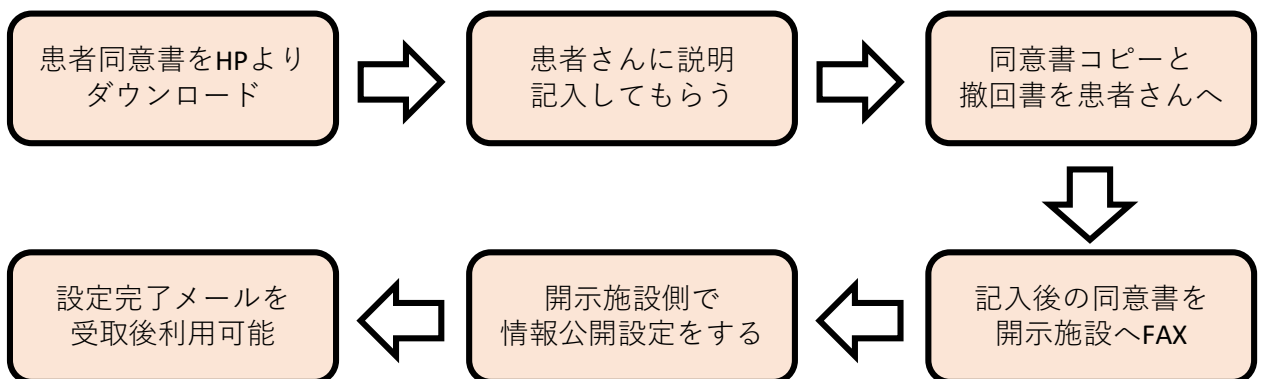 患者同意書をHPより
ダウンロード
患者さんに説明
記入してもらう
同意書コピーと
撤回書を患者さんへ
記入後の同意書を
開示施設へFAX
開示施設側で
情報公開設定をする
設定完了メールを
受取後利用可能